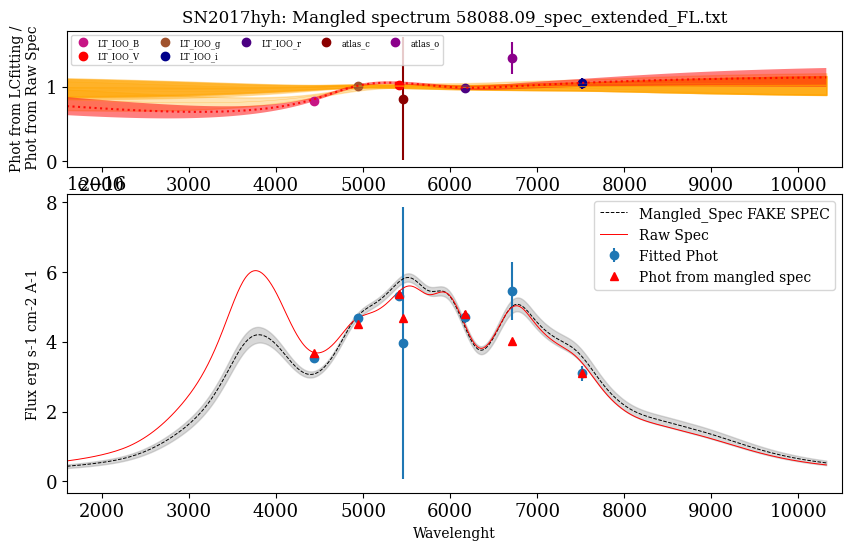 SN2017hyh: Mangled spectrum 58088.09_spec_extended_FL.txt
Phot from LCfitting /
Phot from Raw Spec
LT_IOO_B LT_IOO_g LT_IOO_r atlas_c atlas_o
LT_IOO_V LT_IOO_i
1
0
2000 3000 4000 5000 6000 7000 8000 9000 10000
1e−16
Flux erg s-1 cm-2 A-1
8
6
4
2
0
Mangled_Spec FAKE SPEC
Raw Spec
Fitted Phot
Phot from mangled spec
2000 3000 4000 5000 6000 7000 8000 9000 10000
Wavelenght